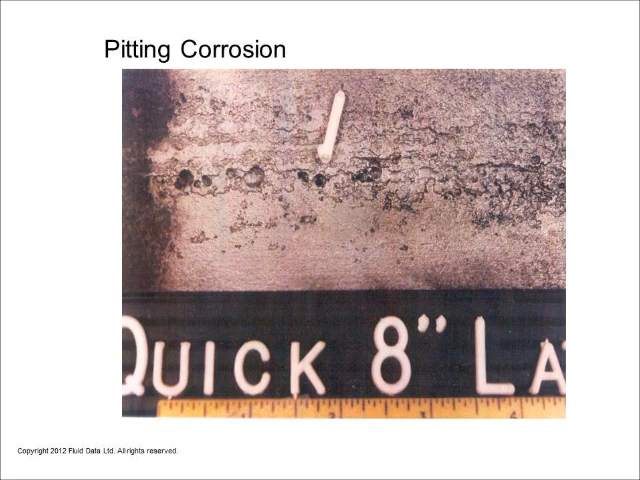 Pitting Corrosion
QUICK 8" LA
Copyright 2012 Fluid Data Ltd. All rights reserved.